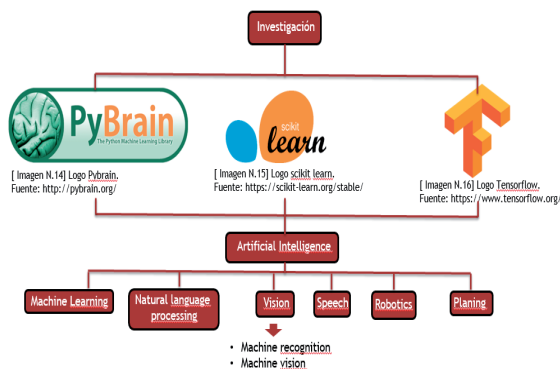 Investigación
PyBrain
The Python Machine Learning Library
scikit
learn
[ Imagen N.14] Logo Pybrain.
Fuente: http://pybrain.org/
[ Imagen N.15] Logo scikit learn.
Fuente: https://scikit-learn.org/stable/
[ Imagen N.16] Logo Tensorflow.
Fuente: https://www.tensorflow.org/
Artificial Intelligence
Machine Learning
Natural language
processing
Vision
Speech
Robotics
Planing
• Machine recognition
• Machine vision